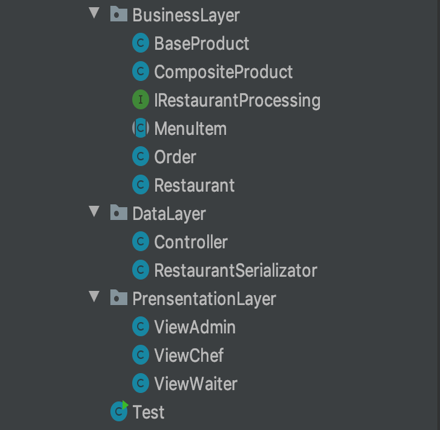 BusinessLayer
BaseProduct
CompositeProduct
IRestaurantProcessing
MenuItem
Order
Restaurant
DataLayer
Controller
RestaurantSerializator
PrensentationLayer
ViewAdmin
ViewChef
ViewWaiter
Test